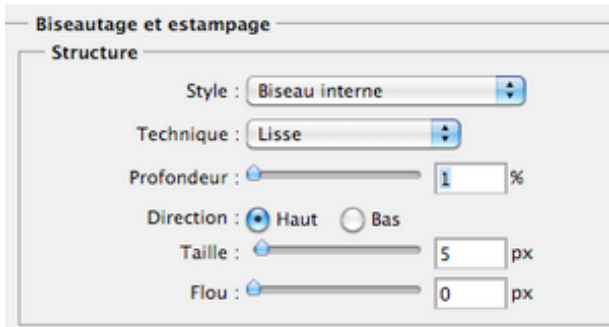 Biseautage et estampage
Structure
Style : Biseau interne
Technique : Lisse
Profondeur : 1 %
Direction : Haut Bas
Taille : 5 px
Flou : 0 px